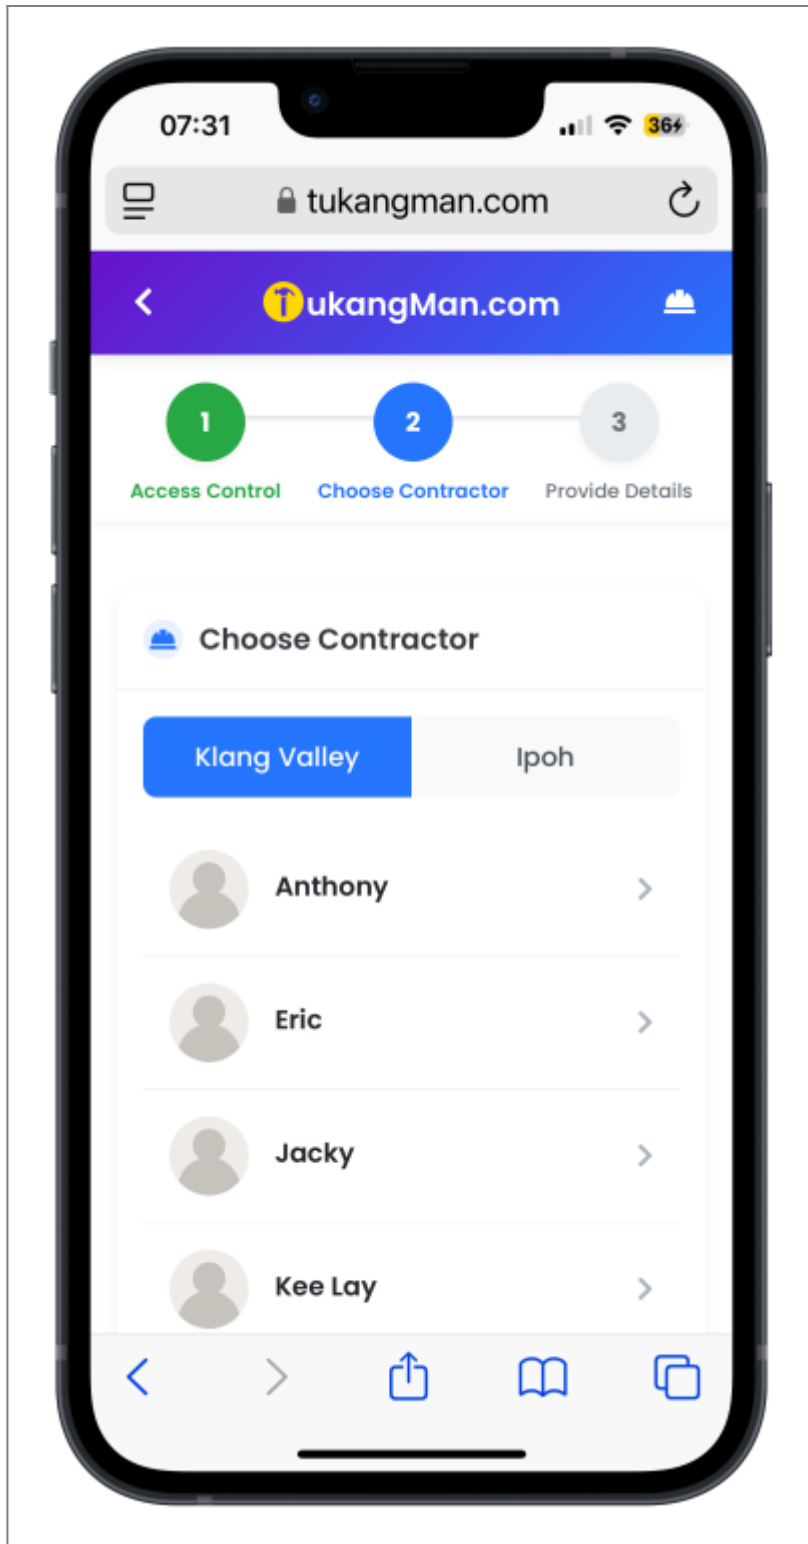 07:31
36
tukangman.com
TukangMan.com
1
2
3
Access Control
Choose Contractor
Provide Details
Choose Contractor
Klang Valley
Ipoh
Anthony
Eric
Jacky
Kee Lay